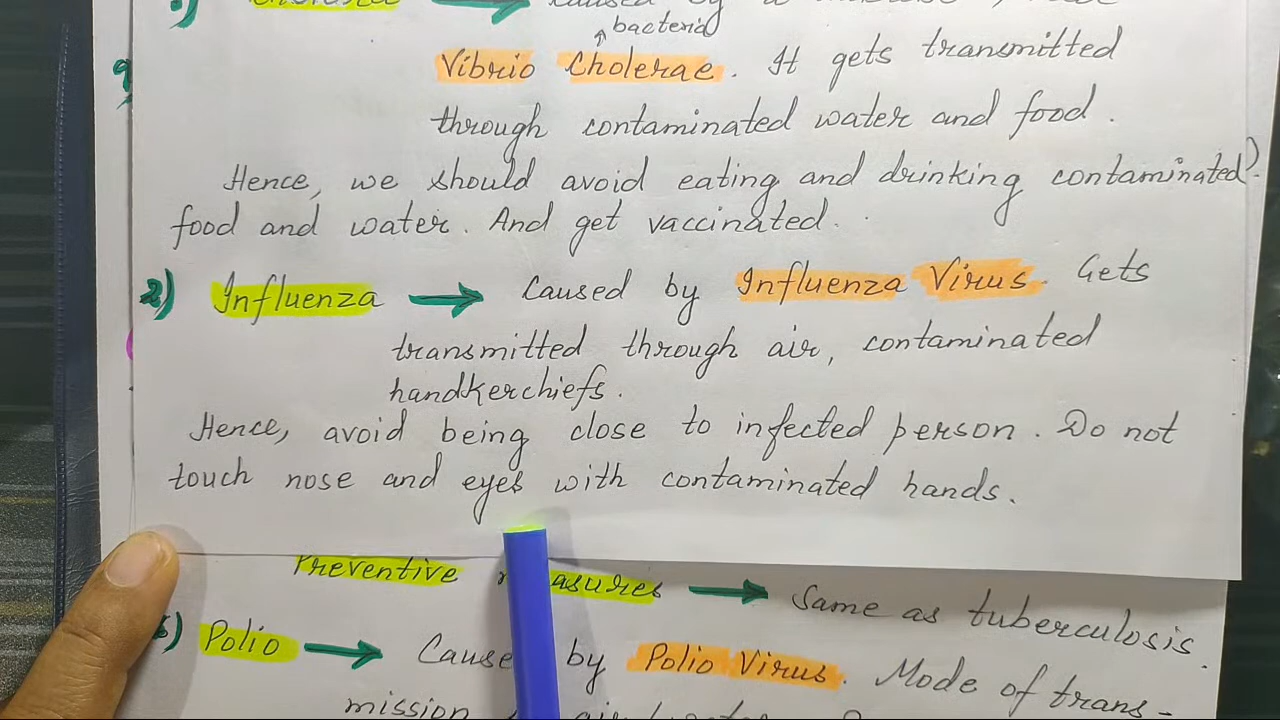 bacteria
Vibrio Cholerae. It gets transmitted
through contaminated water and food.
Hence, we should avoid eating and drinking contaminated
food and water. And get vaccinated.
2) Influenza → Caused by Influenza Virus. Gets
transmitted through air, contaminated
handkerchiefs.
Hence, avoid being close to infected person. Do not
touch nose and eyes with contaminated hands.
Preventive → Same as tuberculosis.
Polio → by Polio Virus. Mode of trans-
mission